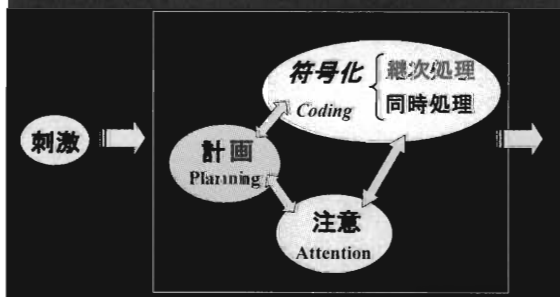 刺激
計画
Planning
符号化
Coding
継次処理
同時処理
注意
Attention